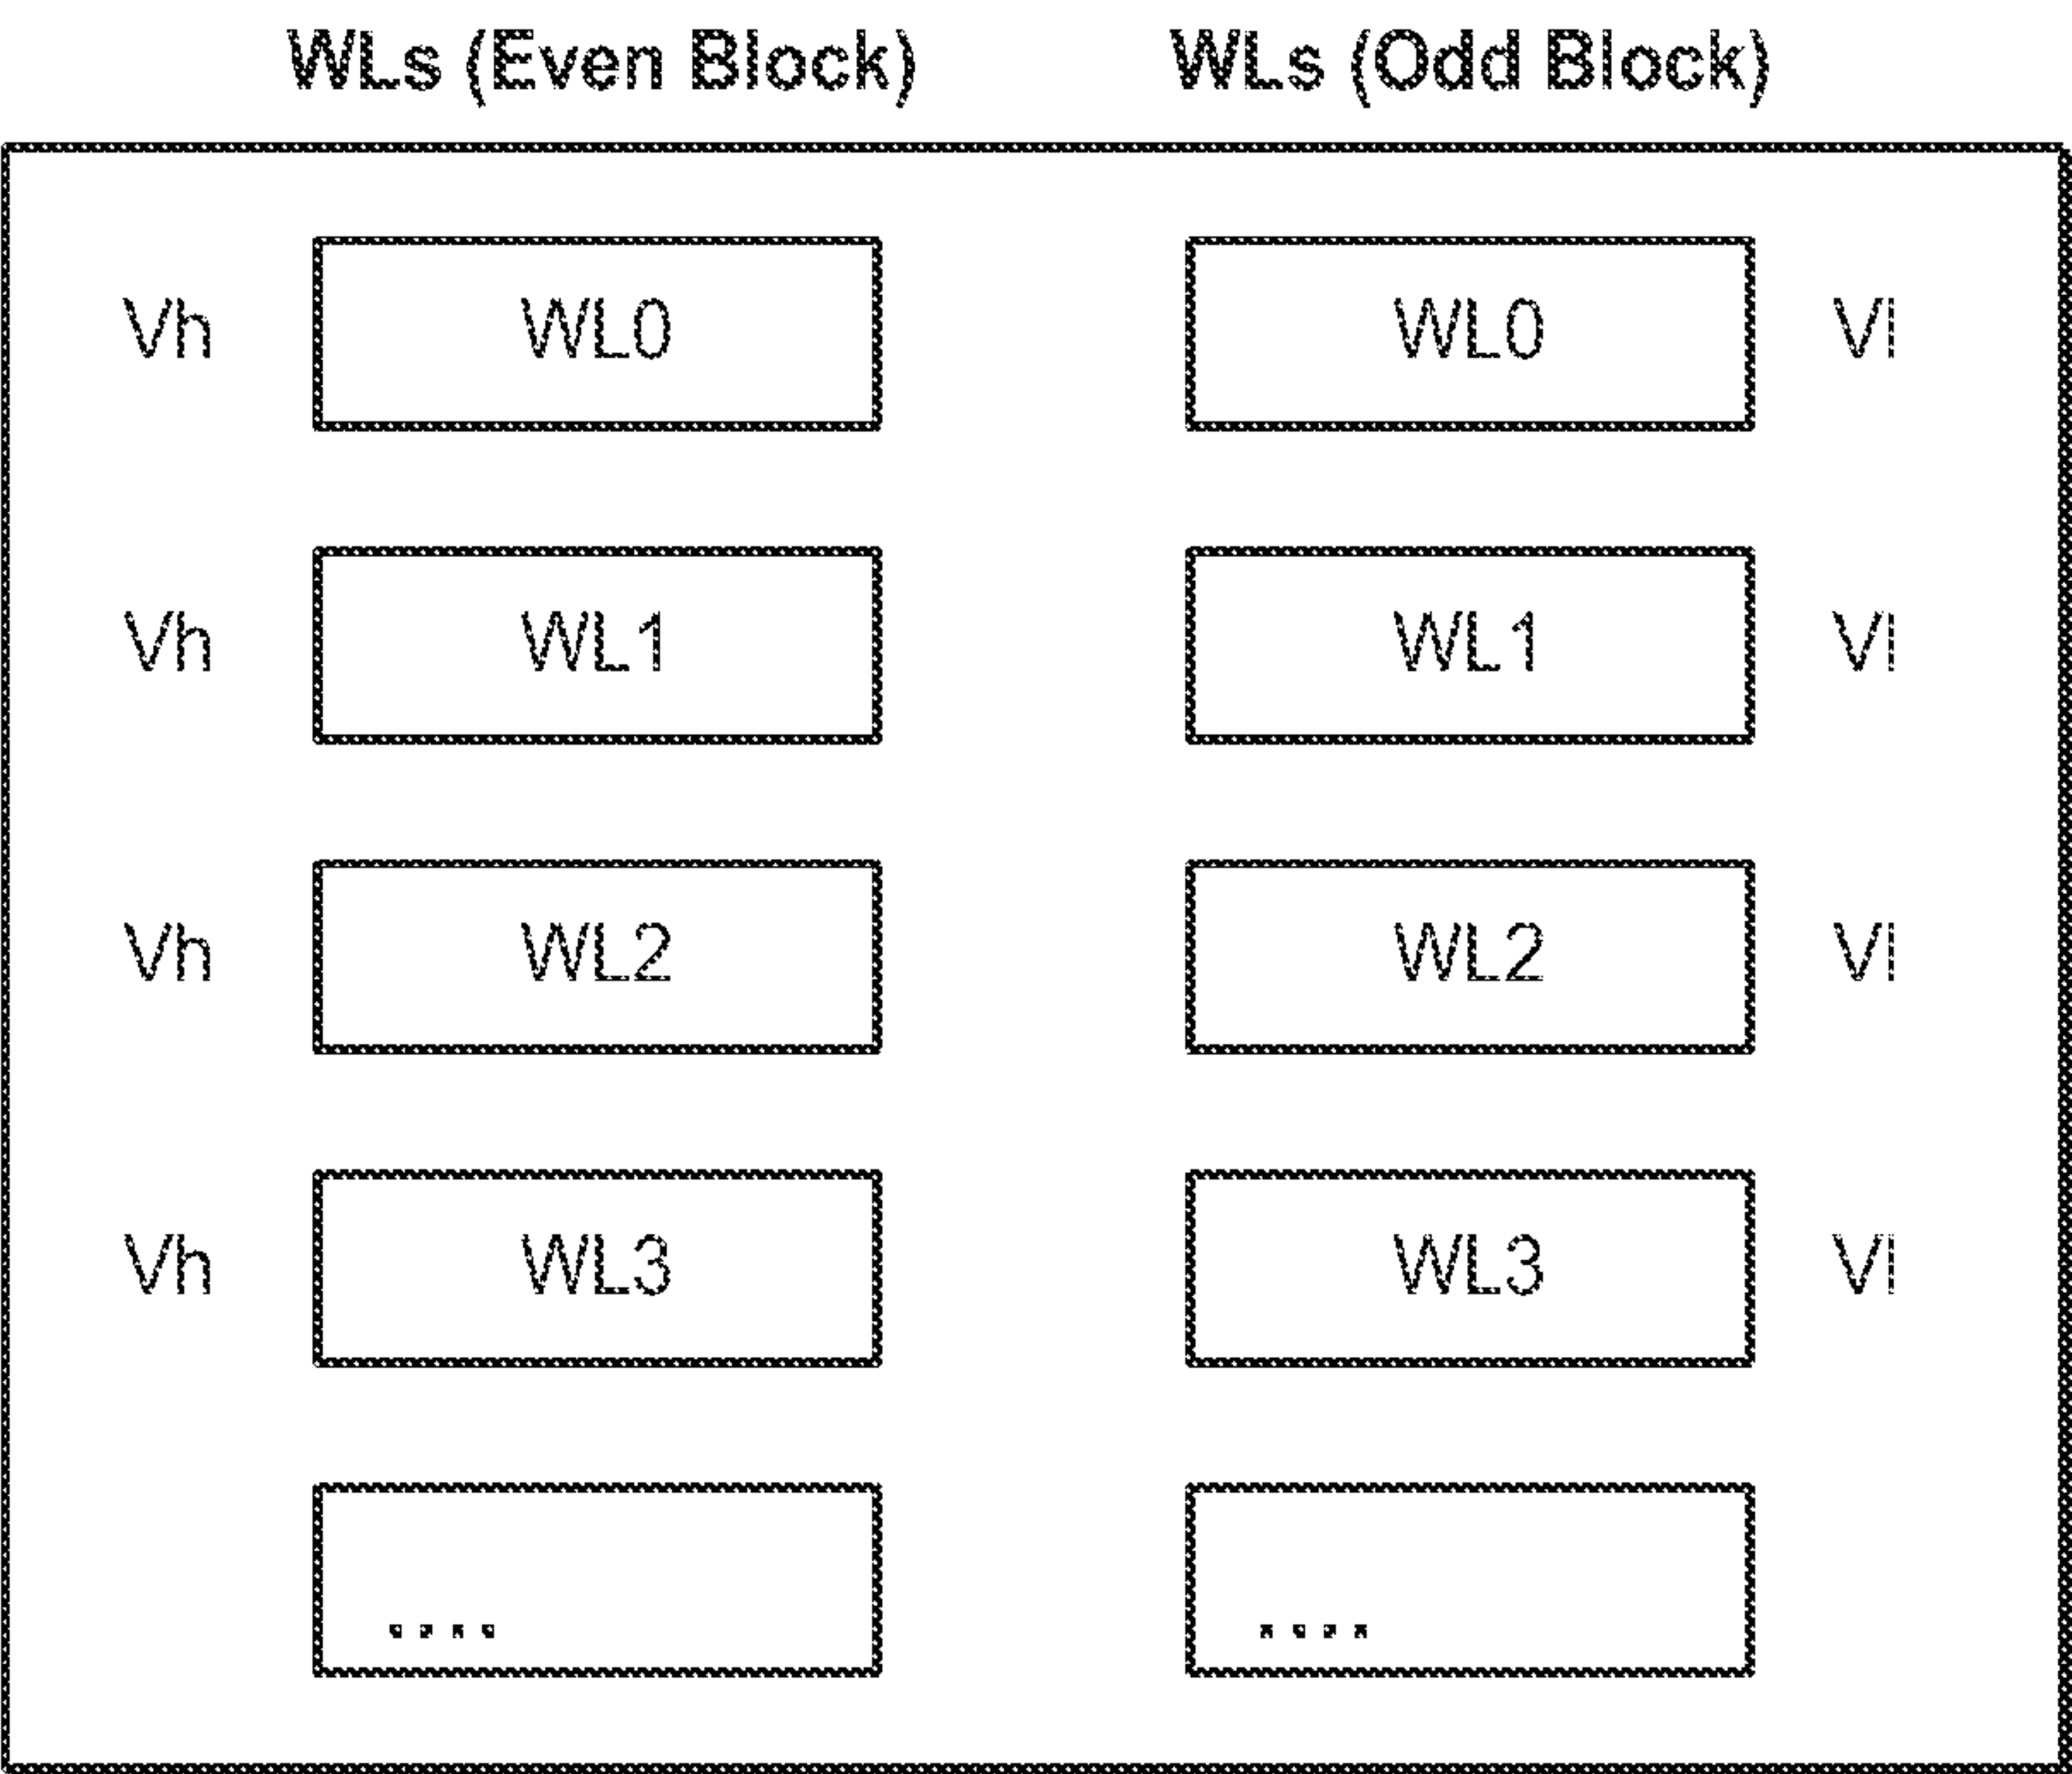 WLs (Even Block) WLs (Odd Block)
Vh WL0 WL0 Vl
Vh WL1 WL1 Vl
Vh WL2 WL2 Vl
Vh WL3 WL3 Vl
.... ....